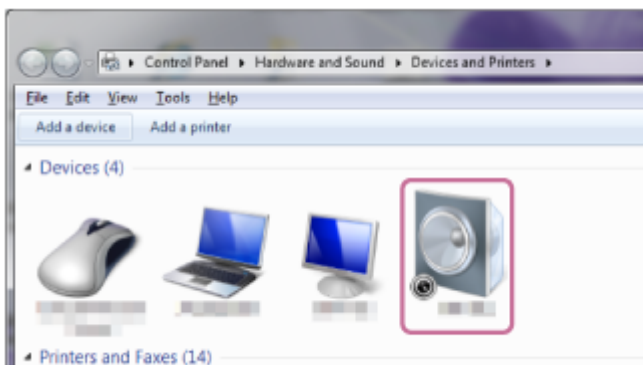 Control Panel ▸ Hardware and Sound ▸ Devices and Printers ▸
File Edit View Tools Help
Add a device Add a printer
Devices (4)
Printers and Faxes (14)